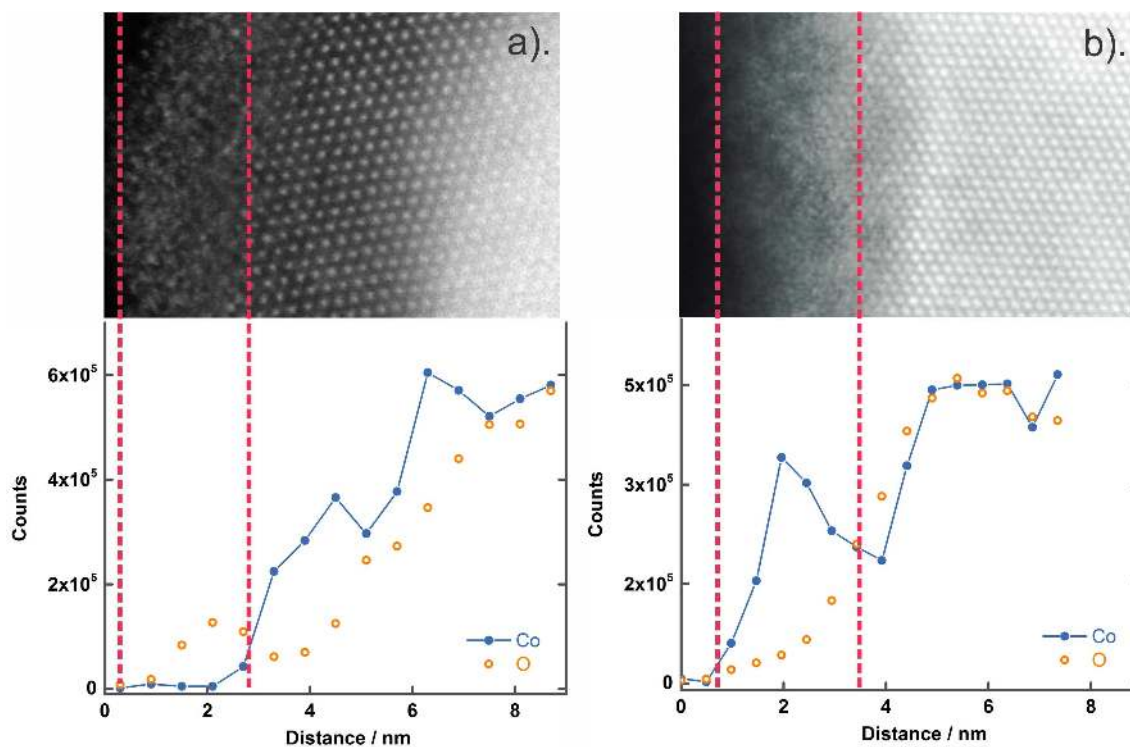 a).
b).
6x10⁵
4x10⁵
2x10⁵
0
Counts
Co
O
0
2
4
6
8
Distance / nm
5x10⁵
3x10⁵
2x10⁵
0
Counts
Co
O
0
2
4
6
8
Distance / nm